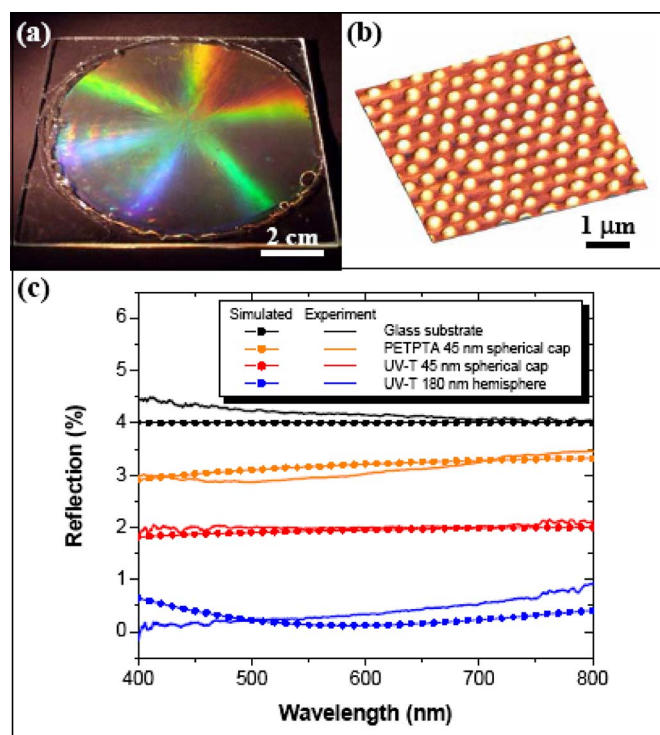 (a)
2 cm
(b)
1 μm
(c)
Simulated Experiment
Glass substrate
PETPTA 45 nm spherical cap
UV-T 45 nm spherical cap
UV-T 180 nm hemisphere
6
5
4
3
2
1
0
Reflection (%)
400 500 600 700 800
Wavelength (nm)